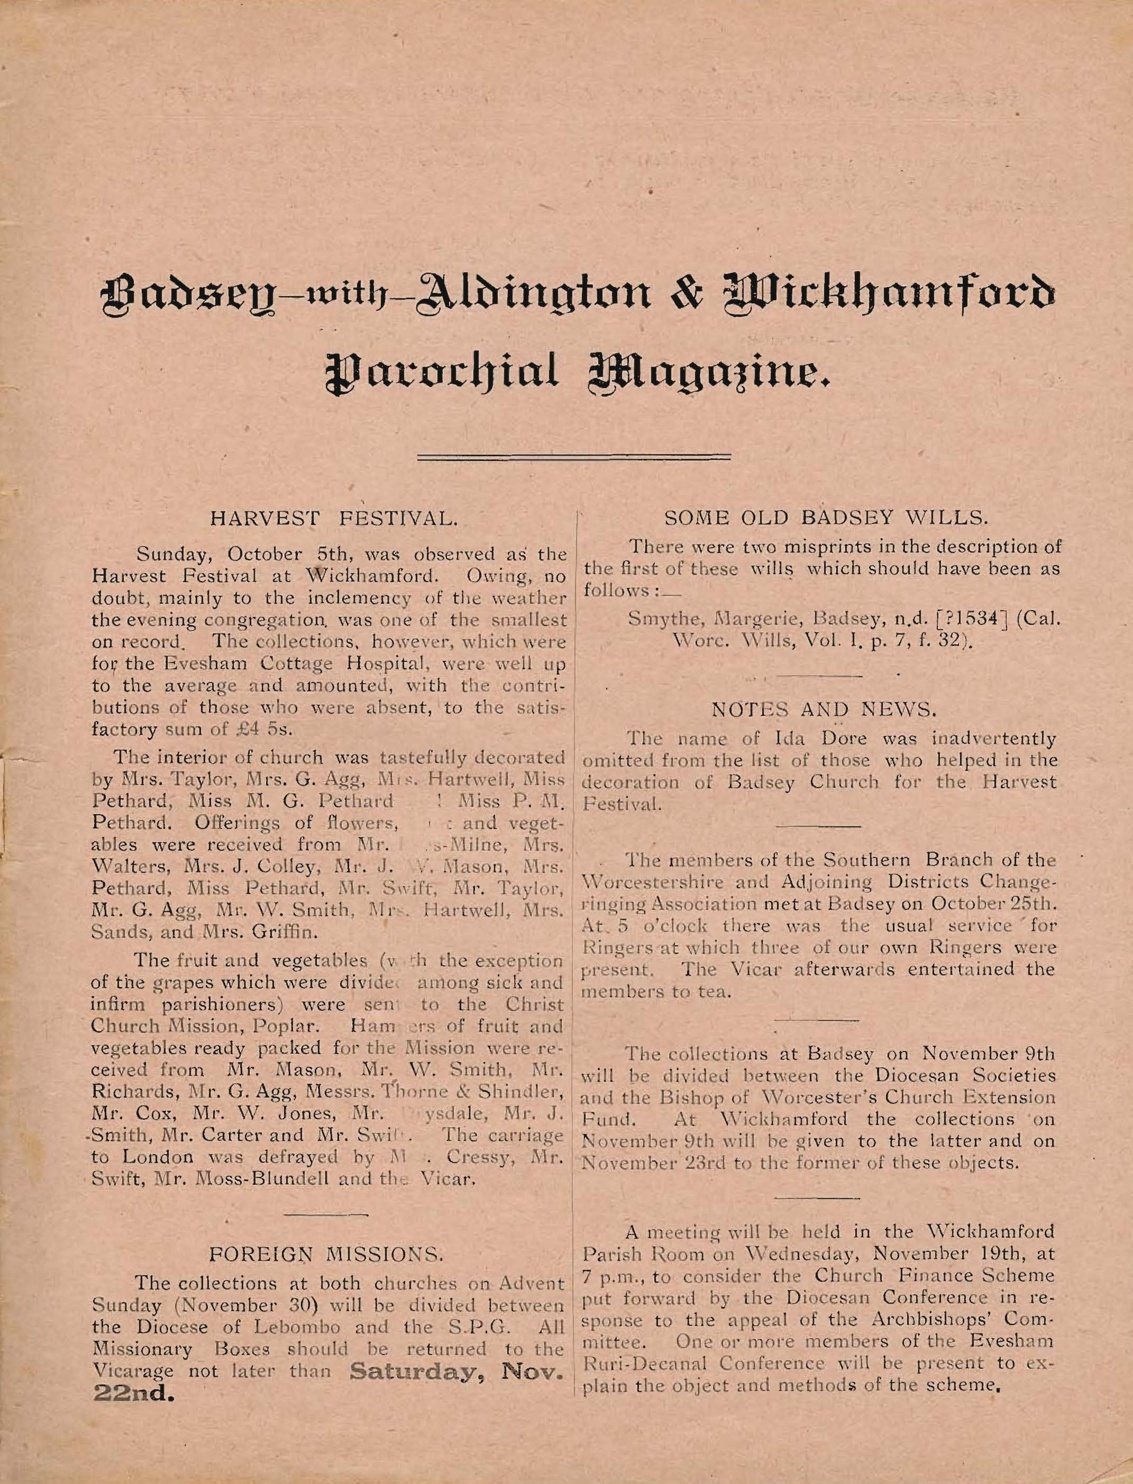 Badsey-with-Aldington & Wickhamford
Parochial Magazine.
HARVEST FESTIVAL.
Sunday, October 5th, was observed as the
Harvest Festival at Wickhamford. Owing, no
doubt, mainly to the inclemency of the weather
the evening congregation, was one of the smallest
on record. The collections, however, which were
for the Evesham Cottage Hospital, were well up
to the average and amounted, with the contri-
butions of those who were absent, to the satis-
factory sum of £4 5s.
The interior of church was tastefully decorated
by Mrs. Taylor, Mrs. G. Agg, Mrs. Hartwell, Miss
Pethard, Miss M. G. Pethard Miss P. M.
Pethard. Offerings of flowers, and veget-
ables were received from Mr. -Milne, Mrs.
Walters, Mrs. J. Colley, Mr. J. W. Mason, Mrs.
Pethard, Miss Pethard, Mr. Swift, Mr. Taylor,
Mr. G. Agg, Mr. W. Smith, Mrs. Hartwell, Mrs.
Sands, and Mrs. Griffin.
The fruit and vegetables (with the exception
of the grapes which were divided among sick and
infirm parishioners) were sent to the Christ
Church Mission, Poplar. Hampers of fruit and
vegetables ready packed for the Mission were re-
ceived from Mr. Mason, Mr. W. Smith, Mr.
Richards, Mr. G. Agg, Messrs. Thorne & Shindler,
Mr. Cox, Mr. W. Jones, Mr. ysdale, Mr. J.
Smith, Mr. Carter and Mr. Swift. The carriage
to London was defrayed by M . Cressy, Mr.
Swift, Mr. Moss-Blundell and the Vicar.
FOREIGN MISSIONS.
The collections at both churches on Advent
Sunday (November 30) will be divided between
the Diocese of Lebombo and the S.P.G. All
Missionary Boxes should be returned to the
Vicarage not later than Saturday, Nov.
22nd.
SOME OLD BADSEY WILLS.
There were two misprints in the description of
the first of these wills which should have been as
follows :—
Smythe, Margerie, Badsey, n.d. [?1534] (Cal.
Worc. Wills, Vol. I. p. 7, f. 32).
NOTES AND NEWS.
The name of Ida Dore was inadvertently
omitted from the list of those who helped in the
decoration of Badsey Church for the Harvest
Festival.
The members of the Southern Branch of the
Worcestershire and Adjoining Districts Change-
ringing Association met at Badsey on October 25th.
At 5 o'clock there was the usual service for
Ringers at which three of our own Ringers were
present. The Vicar afterwards entertained the
members to tea.
The collections at Badsey on November 9th
will be divided between the Diocesan Societies
and the Bishop of Worcester's Church Extension
Fund. At Wickhamford the collections on
November 9th will be given to the latter and on
November 23rd to the former of these objects.
A meeting will be held in the Wickhamford
Parish Room on Wednesday, November 19th, at
7 p.m., to consider the Church Finance Scheme
put forward by the Diocesan Conference in re-
sponse to the appeal of the Archbishops' Com-
mittee. One or more members of the Evesham
Ruri-Decanal Conference will be present to ex-
plain the object and methods of the scheme.